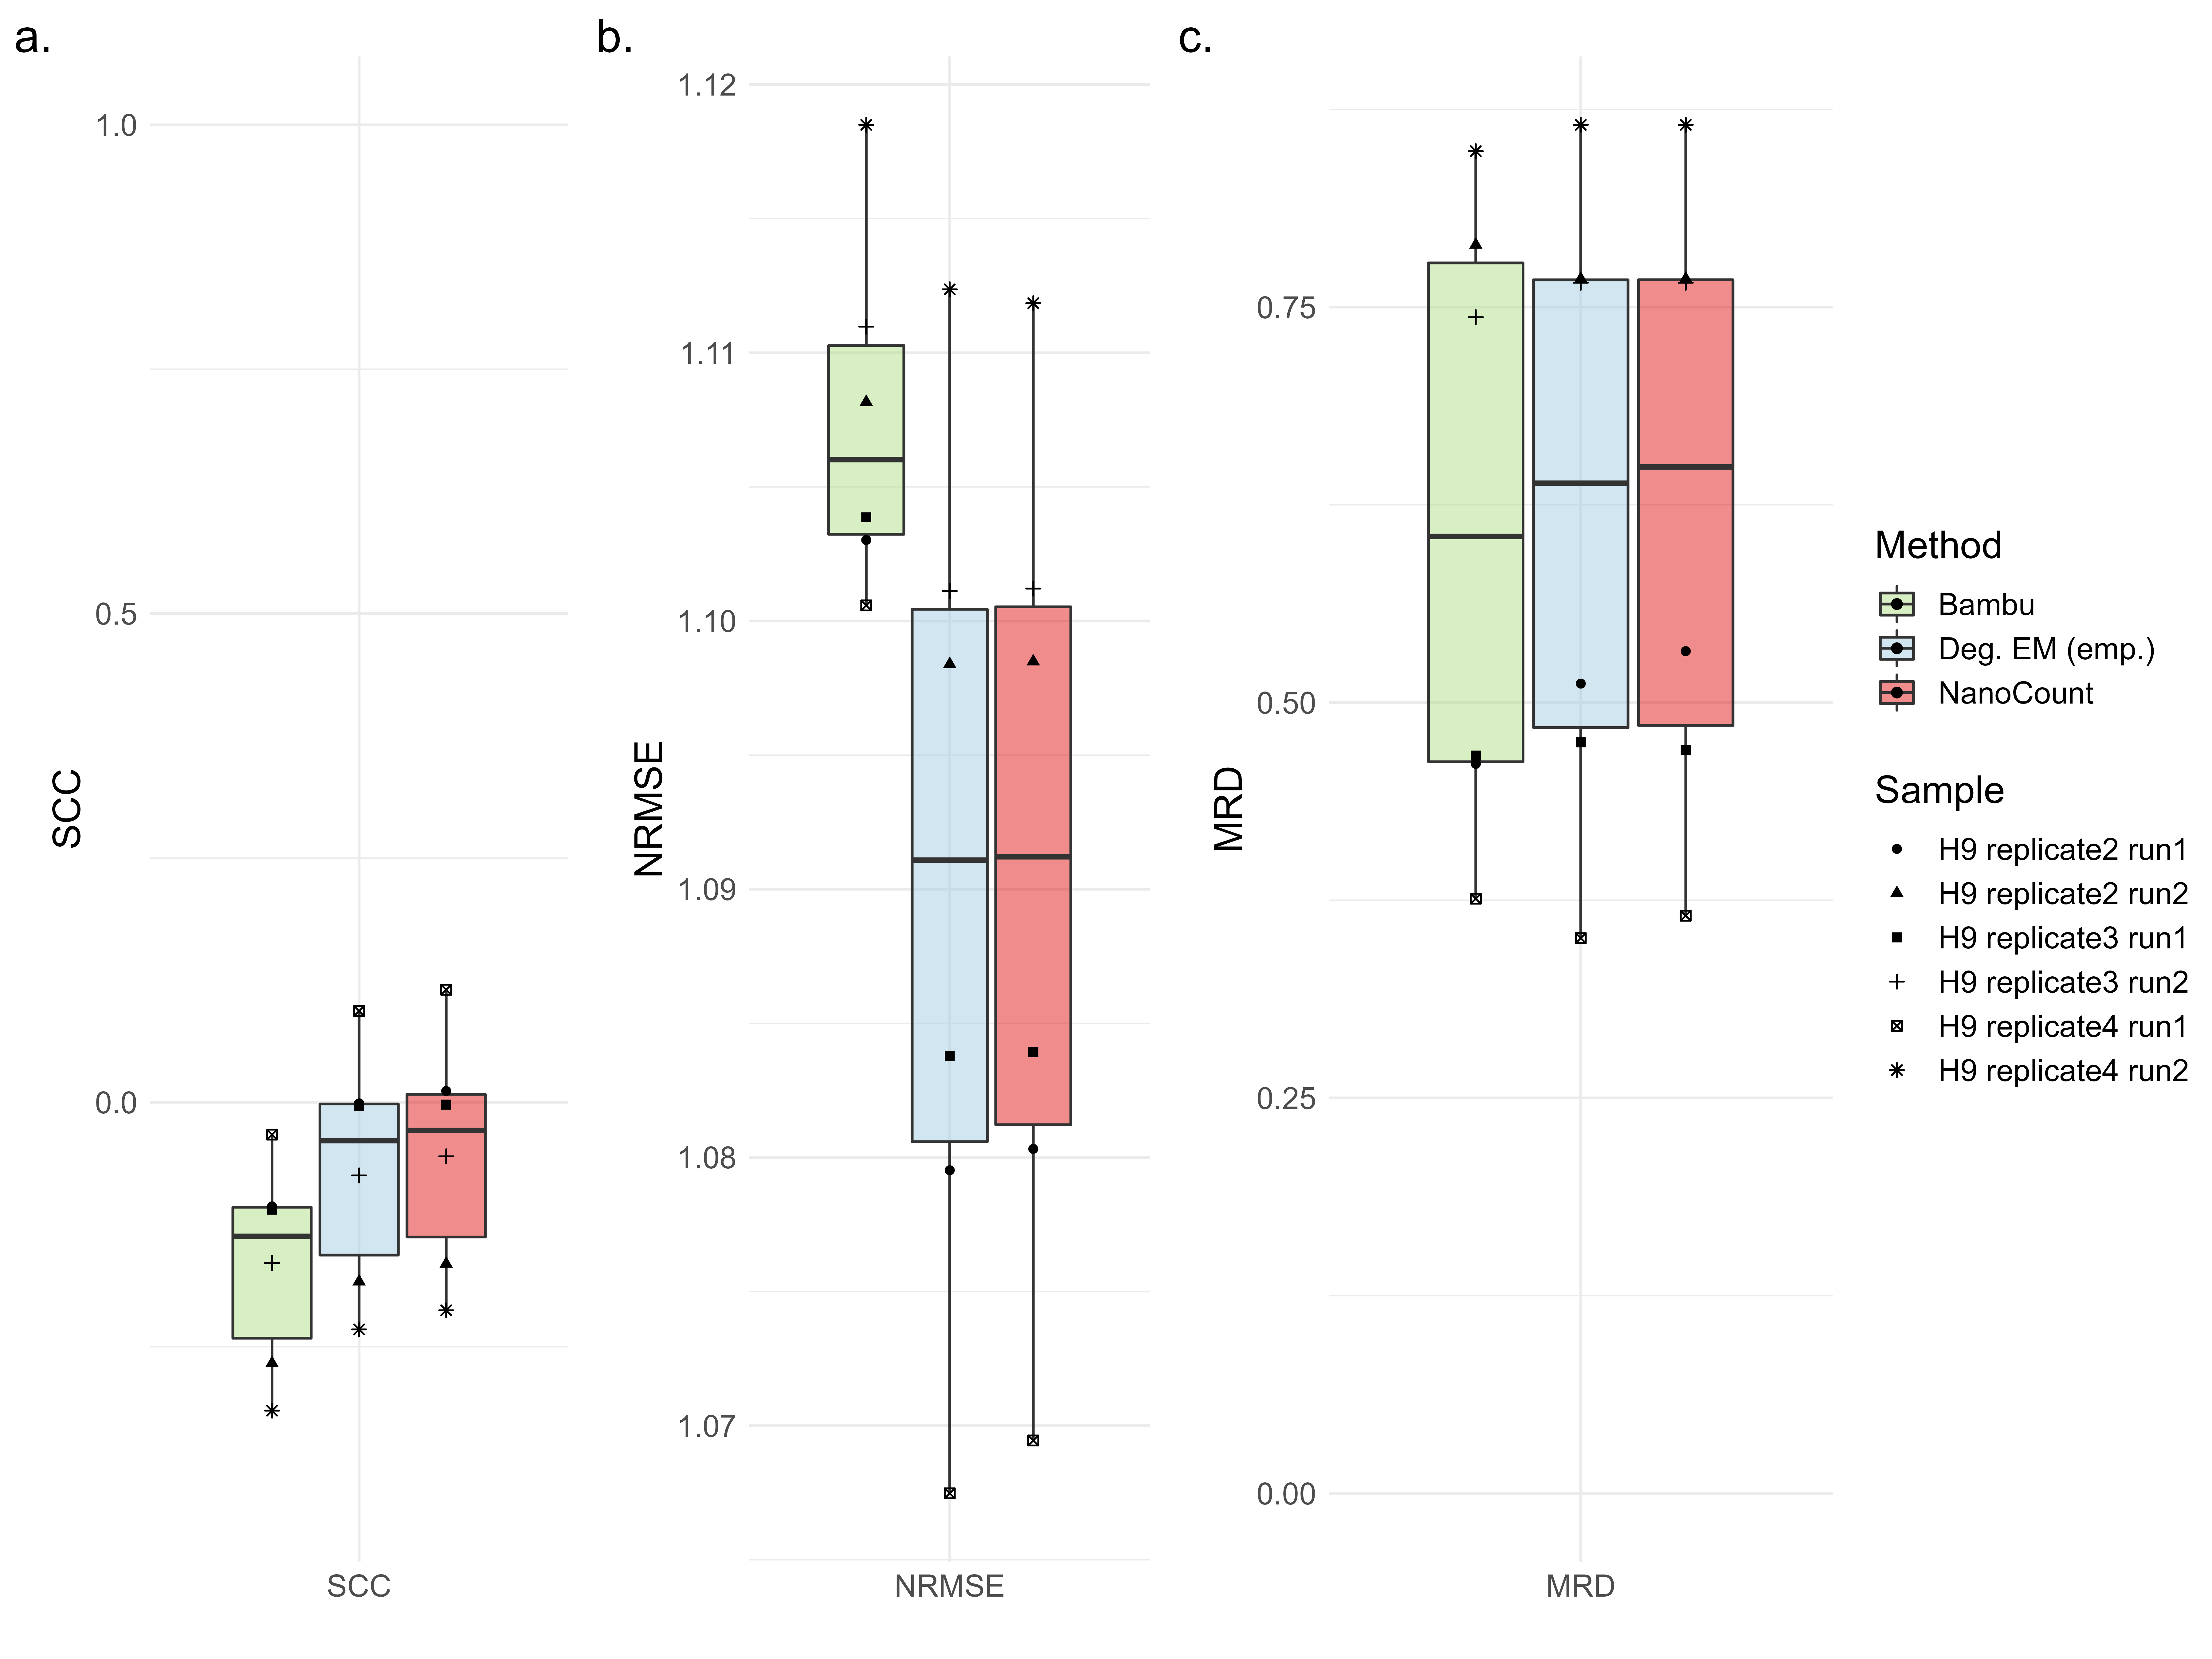 a.
SCC
1.0
0.5
0.0
SCC
b.
NRMSE
1.12
1.11
1.10
1.09
1.08
1.07
NRMSE
c.
MRD
0.75
0.50
0.25
0.00
MRD
Method
Bambu
Deg. EM (emp.)
NanoCount
Sample
H9 replicate2 run1
H9 replicate2 run2
H9 replicate3 run1
H9 replicate3 run2
H9 replicate4 run1
H9 replicate4 run2